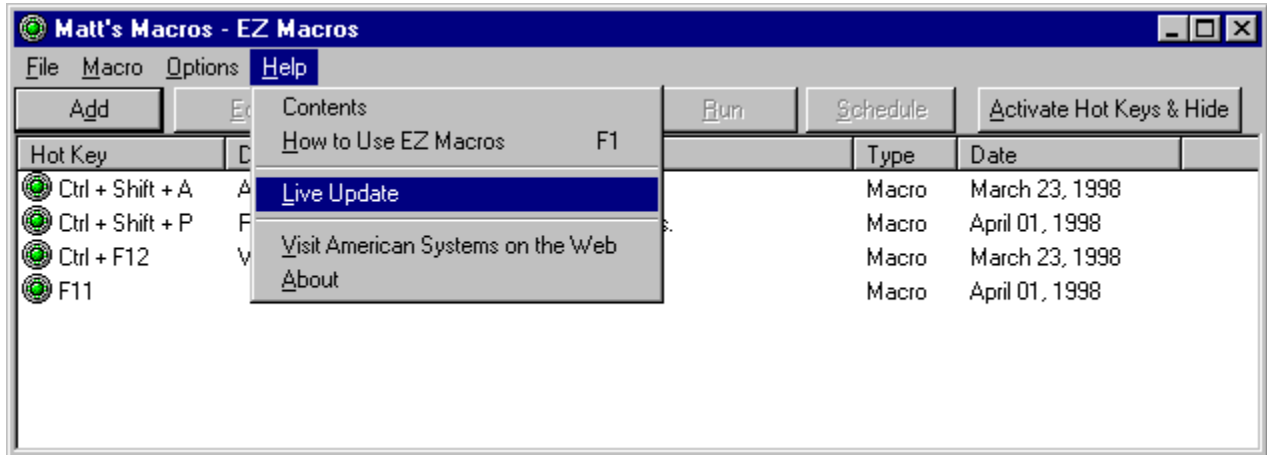 Matt's Macros - EZ Macros
File Macro Options Help
Add Run Schedule Activate Hot Keys & Hide
Contents
How to Use EZ Macros F1
Live Update
Visit American Systems on the Web
About
Hot Key Type Date
Ctrl + Shift + A Macro March 23, 1998
Ctrl + Shift + P Macro April 01, 1998
Ctrl + F12 Macro March 23, 1998
F11 Macro April 01, 1998